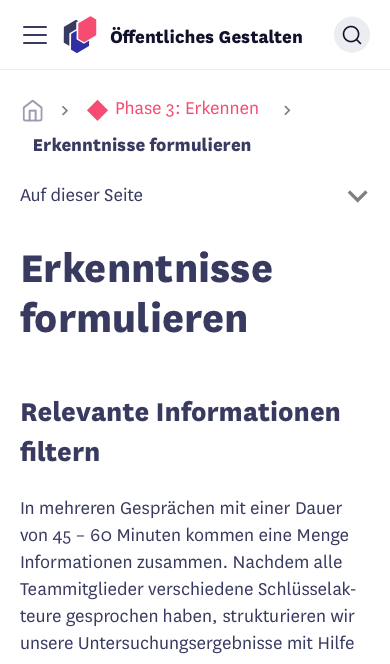 Öffentliches Gestalten
Phase 3: Erkennen
Erkenntnisse formulieren
Auf dieser Seite
Erkenntnisse
formulieren
Relevante Informationen
filtern
In mehreren Gesprächen mit einer Dauer
von 45 – 60 Minuten kommen eine Menge
Informationen zusammen. Nachdem alle
Teammitglieder verschiedene Schlüsselak-
teure gesprochen haben, strukturieren wir
unsere Untersuchungsergebnisse mit Hilfe